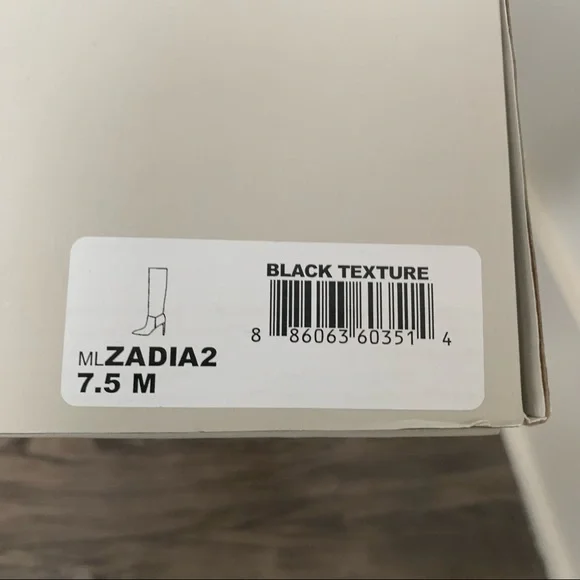 BLACK TEXTURE
8 86063 60351 4
MLZADIA2
7.5 M